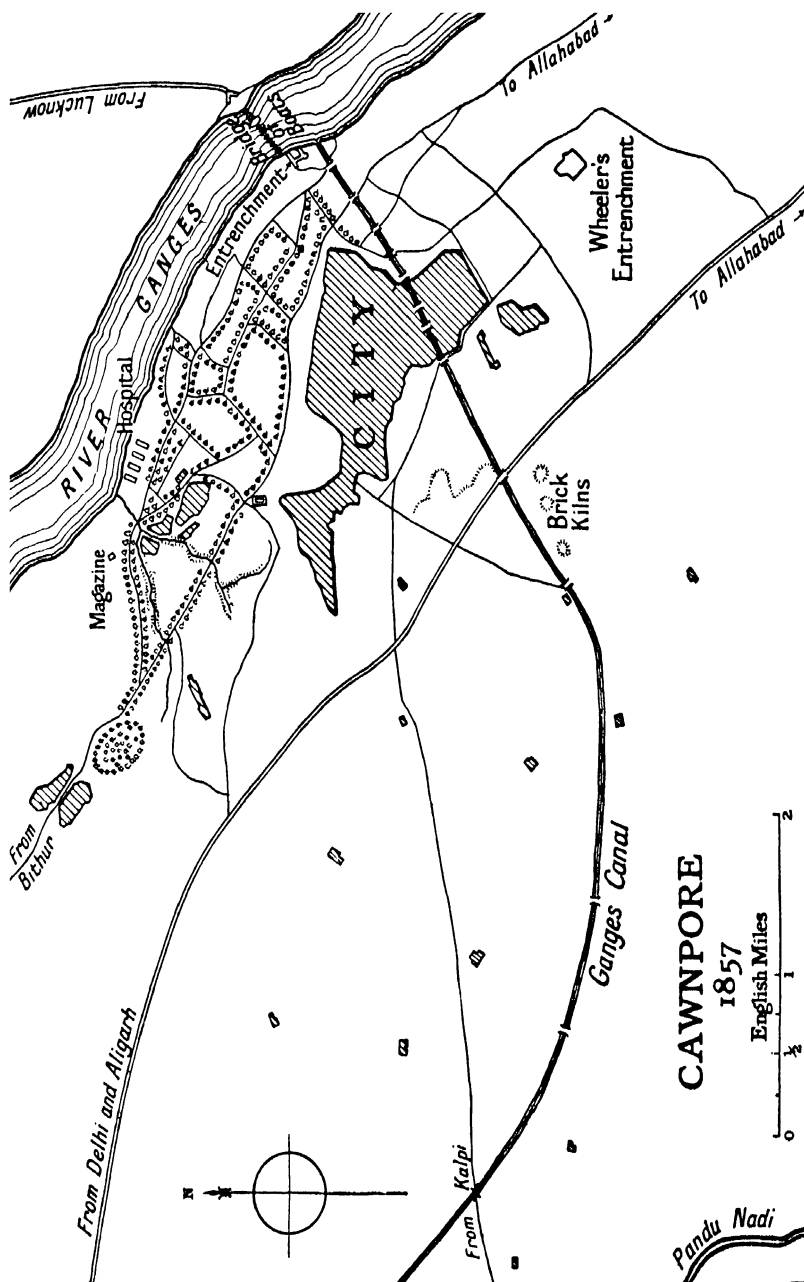 From Lucknow
Bridge
of
Boats
To Allahabad
RIVER GANGES
Entrenchment
Wheeler's
Entrenchment
Hospital
CITY
To Allahabad
Magazine
Brick
Kilns
From
Bithur
Ganges Canal
From Delhi and Aligarh
CAWNPORE
1857
English Miles
0 ½ 1 2
N
From Kalpi
Pandu Nadi